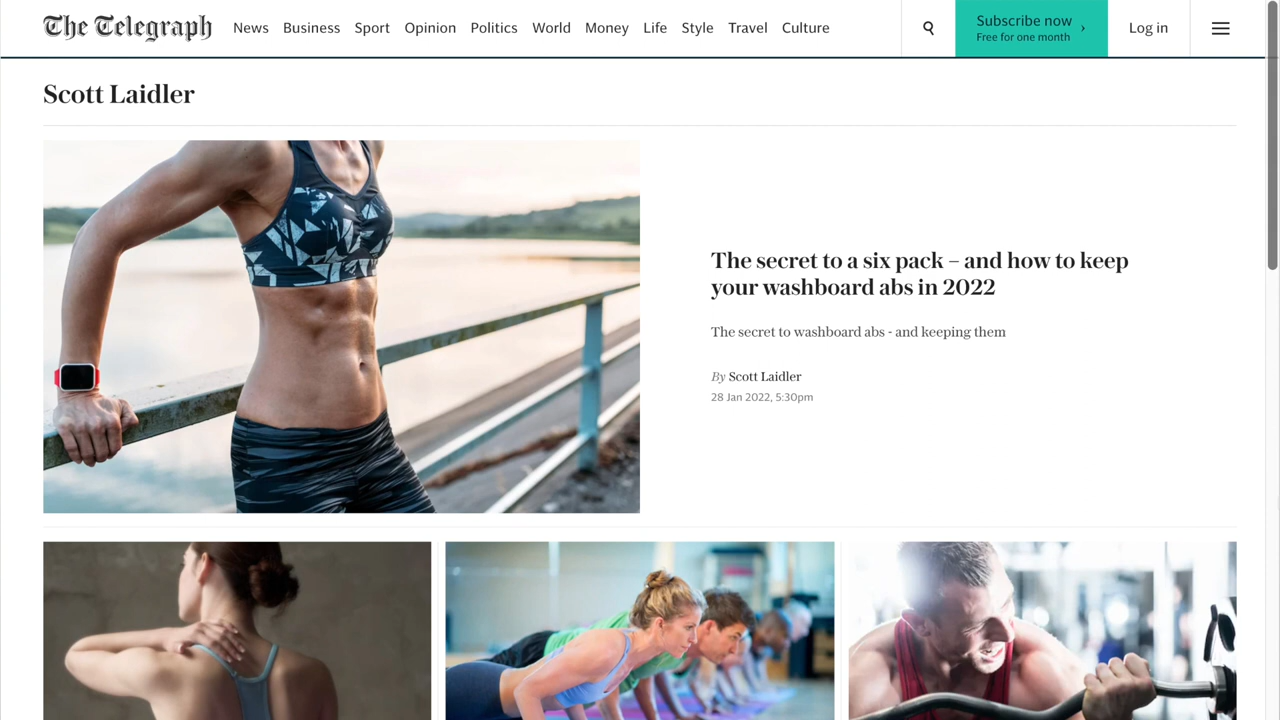 The Telegraph News Business Sport Opinion Politics World Money Life Style Travel Culture Subscribe now Log in
Free for one month
Scott Laidler
The secret to a six pack – and how to keep
your washboard abs in 2022
The secret to washboard abs - and keeping them
By Scott Laidler
28 Jan 2022, 5:30pm